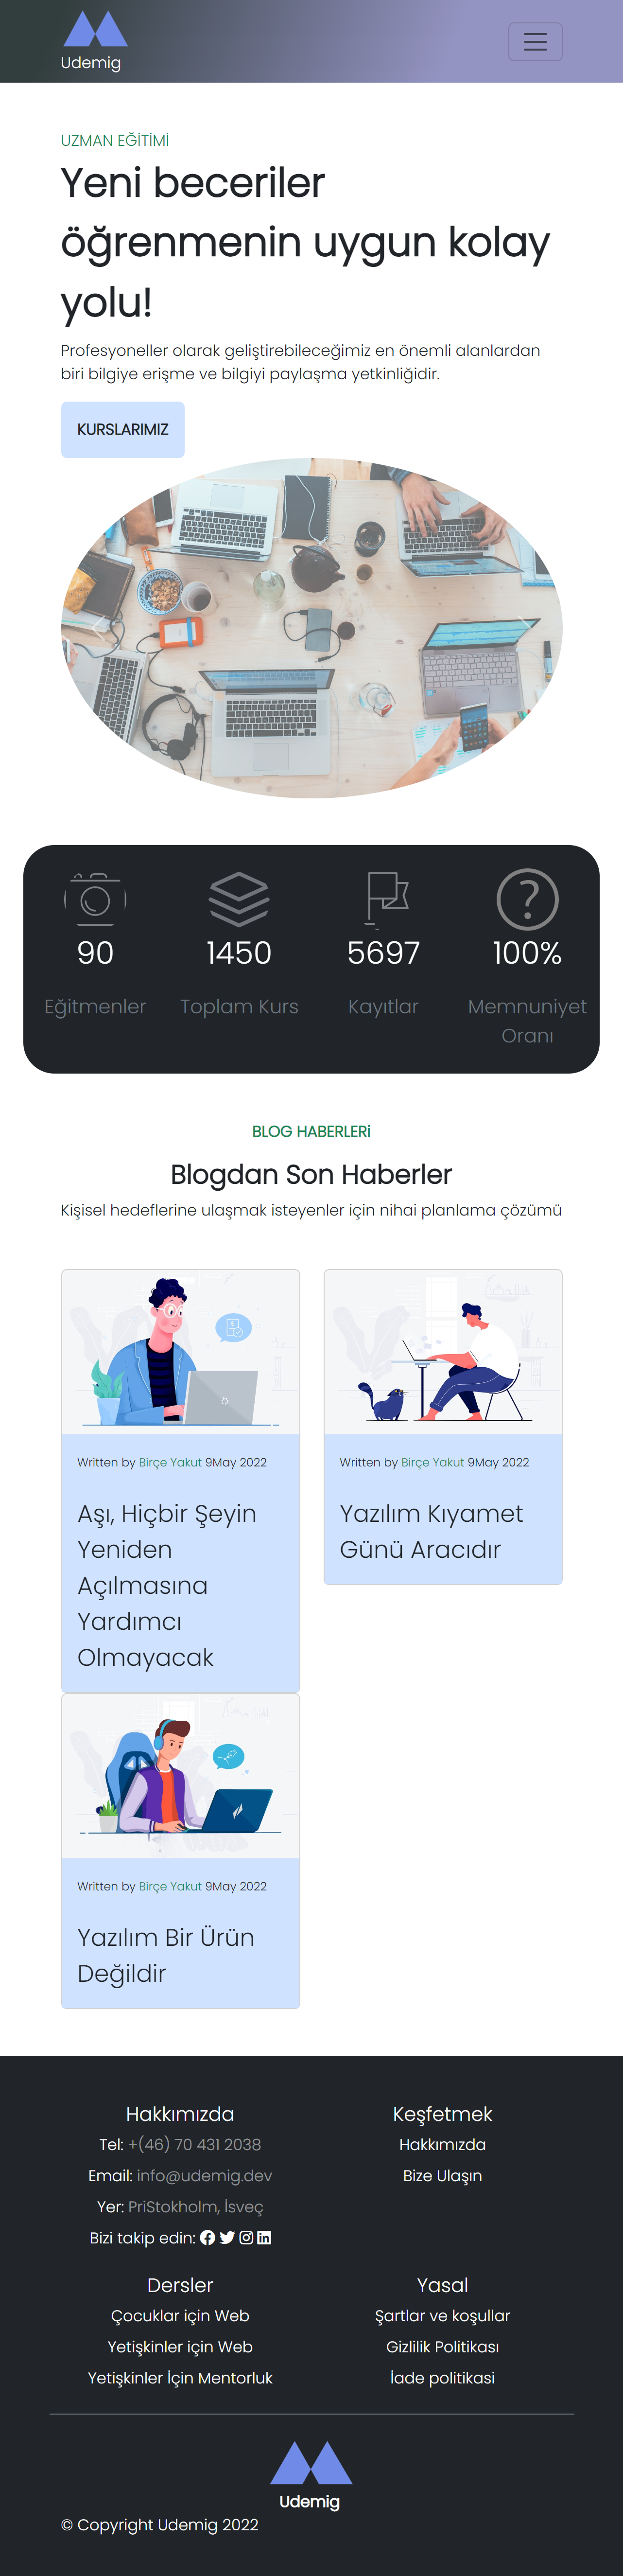 Udemig
UZMAN EĞİTİMİ
Yeni beceriler
öğrenmenin uygun kolay
yolu!
Profesyoneller olarak geliştirebileceğimiz en önemli alanlardan
biri bilgiye erişme ve bilgiyi paylaşma yetkinliğidir.
KURSLARIMIZ
90
1450
5697
100%
Eğitmenler
Toplam Kurs
Kayıtlar
Memnuniyet
Oranı
BLOG HABERLERi
Blogdan Son Haberler
Kişisel hedeflerine ulaşmak isteyenler için nihai planlama çözümü
Written by Birçe Yakut 9May 2022
Aşı, Hiçbir Şeyin
Yeniden
Açılmasına
Yardımcı
Olmayacak
Written by Birçe Yakut 9May 2022
Yazılım Kıyamet
Günü Aracıdır
Written by Birçe Yakut 9May 2022
Yazılım Bir Ürün
Değildir
Hakkımızda
Tel: +(46) 70 431 2038
Email: info@udemig.dev
Yer: PriStokholm, İsveç
Bizi takip edin:
Keşfetmek
Hakkımızda
Bize Ulaşın
Dersler
Çocuklar için Web
Yetişkinler için Web
Yetişkinler İçin Mentorluk
Yasal
Şartlar ve koşullar
Gizlilik Politikası
İade politikasi
Udemig
© Copyright Udemig 2022